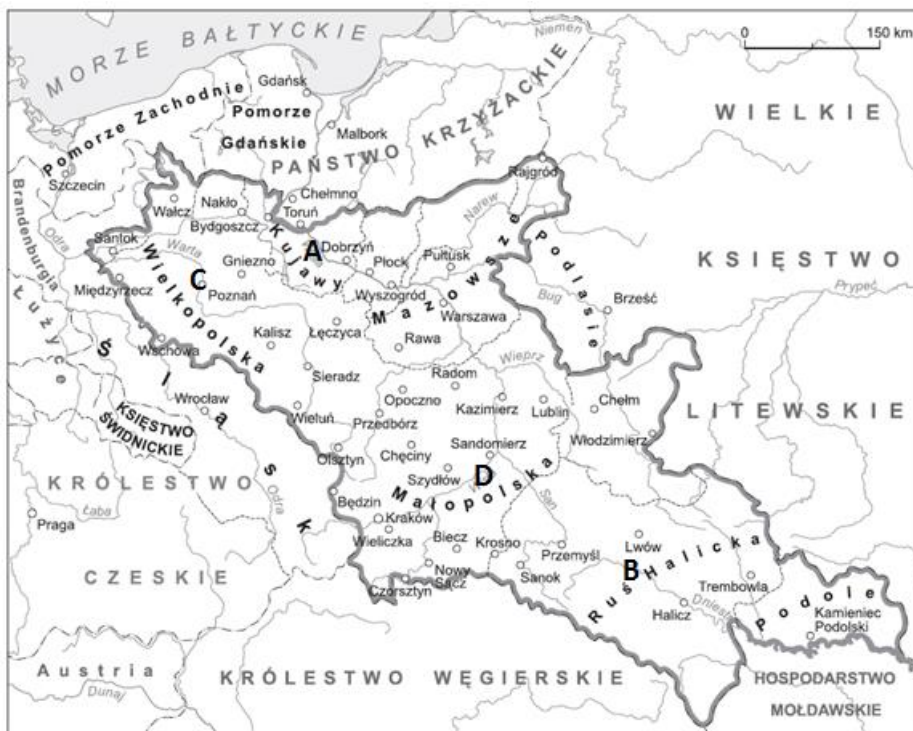 MORZE BAŁTYCKIE
Niemen
0 150 km
Gdańsk
Pomorze Zachodnie
Pomorze
Gdańskie
Malbork
PAŃSTWO KRZYŻACKIE
WIELKIE
Szczecin
Rajgród
Brandenburgia
Wałcz
Nakło
Chełmno
Toruń
Narew
Bydgoszcz
Odra
Santok
Warta
Kujawy
A
Dobrzyń
Płock
Pułtusk
Podlasie
KSIĘSTWO
Gniezno
Międzyrzecz
Wielkopolska
C
Poznań
Wyszogród
Mazowsze
Bug
Brześć
Prypeć
Łużyce
Warszawa
Kalisz
Łęczyca
Rawa
Wschowa
Śląsk
Sieradz
Wieprz
Radom
Wrocław
Opoczno
Kazimierz
Lublin
Chełm
LITEWSKIE
KSIĘSTWO
ŚWIDNICKIE
Wieluń
Przedbórz
Włodzimierz
Olsztyn
Chęciny
Sandomierz
KRÓLESTWO
Szydłów
D
Odra
Łaba
Będzin
Małopolska
San
Praga
Kraków
Wieliczka
Biecz
Krosno
Przemyśl
Lwów
CZESKIE
Nowy
Sącz
Sanok
B
Ruś Halicka
Trembowla
Czorsztyn
Halicz
Dniestr
Podole
Kamieniec
Podolski
Austria
Dunaj
KRÓLESTWO WĘGIERSKIE
HOSPODARSTWO
MOŁDAWSKIE